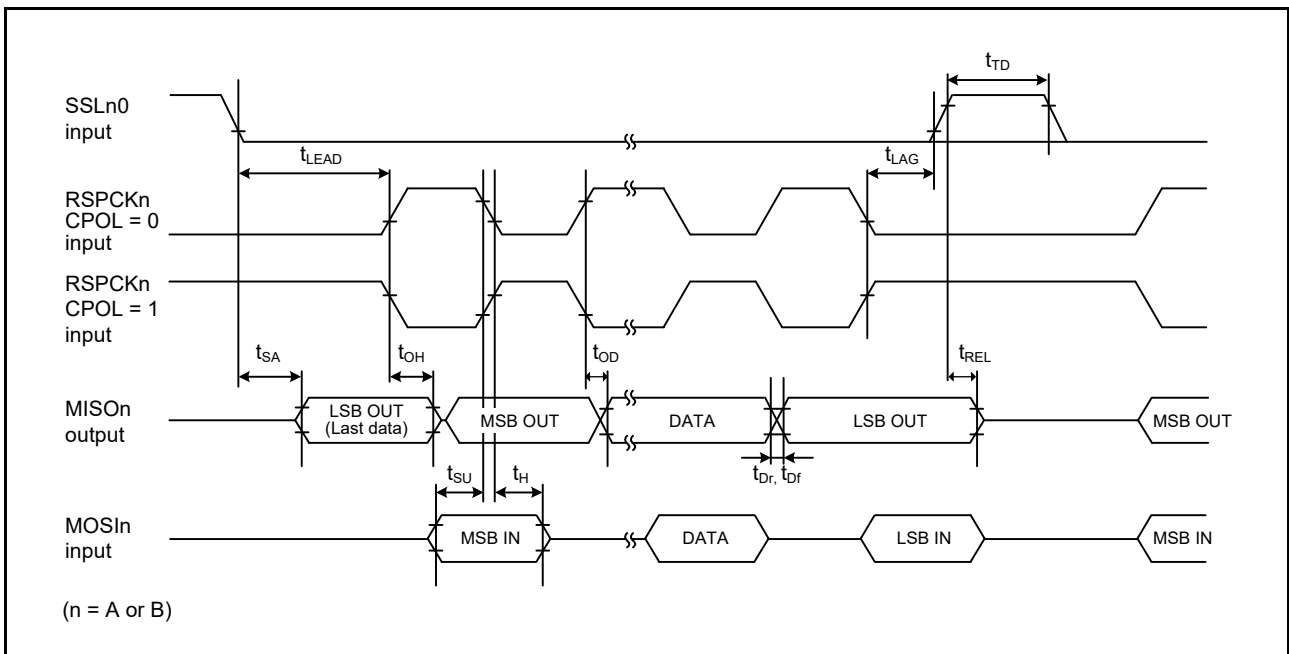 t_TD
SSLn0
input
t_LEAD
t_LAG
RSPCKn
CPOL = 0
input
RSPCKn
CPOL = 1
input
t_SA
t_OH
t_OD
t_REL
MISOn
output
LSB OUT
(Last data)
MSB OUT
DATA
LSB OUT
MSB OUT
t_SU
t_H
t_Dr, t_Df
MOSIn
input
MSB IN
DATA
LSB IN
MSB IN
(n = A or B)